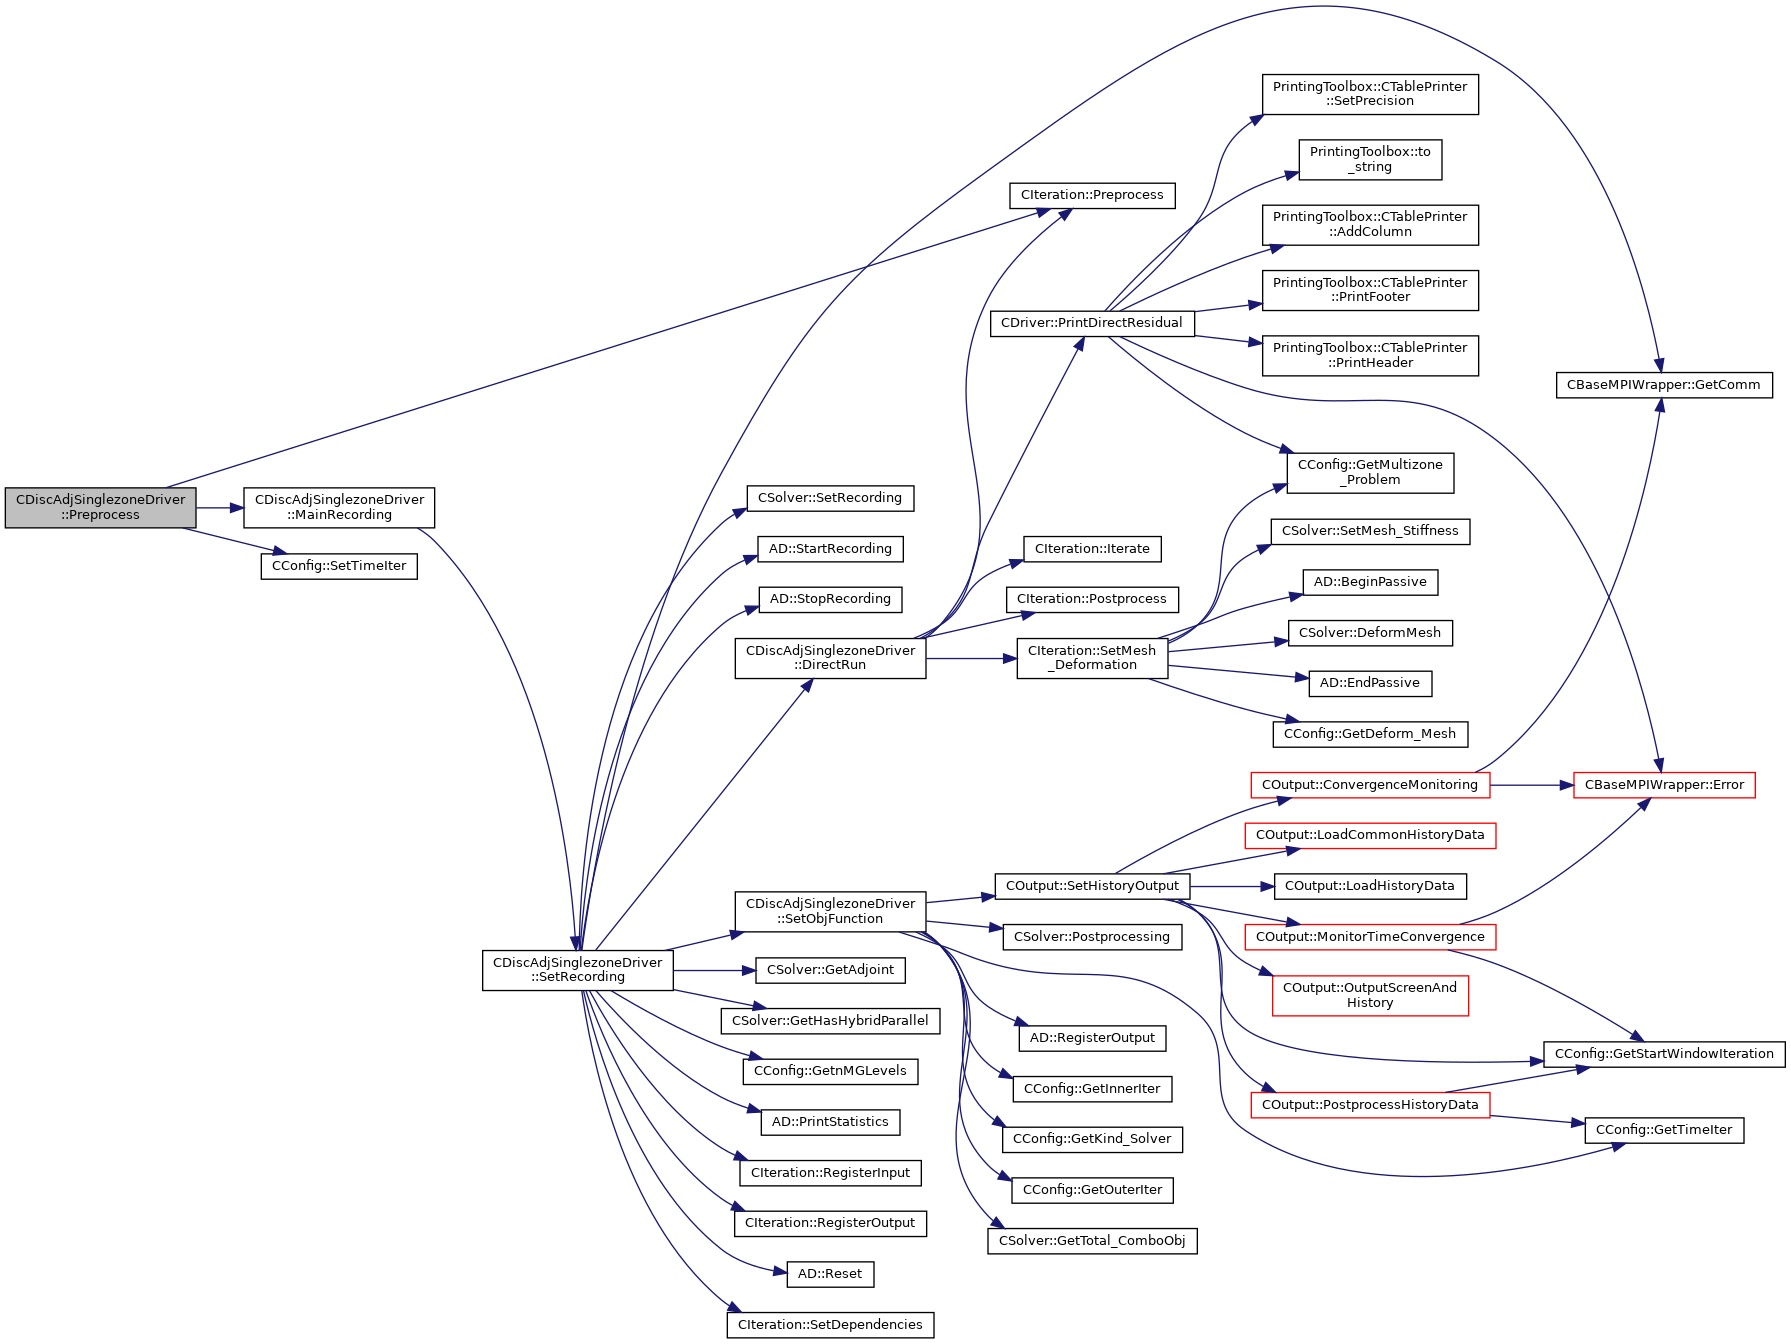 CDiscAdjSinglezoneDriver
::Preprocess
CDiscAdjSinglezoneDriver
::MainRecording
CConfig::SetTimeIter
CDiscAdjSinglezoneDriver
::SetRecording
CSolver::SetRecording
AD::StartRecording
AD::StopRecording
CDiscAdjSinglezoneDriver
::DirectRun
CDiscAdjSinglezoneDriver
::SetObjFunction
CSolver::GetAdjoint
CSolver::GetHasHybridParallel
CConfig::GetnMGLevels
AD::PrintStatistics
CIteration::RegisterInput
CIteration::RegisterOutput
AD::Reset
CIteration::SetDependencies
CIteration::Preprocess
CDriver::PrintDirectResidual
CIteration::Iterate
CIteration::Postprocess
CIteration::SetMesh
_Deformation
COutput::SetHistoryOutput
CSolver::Postprocessing
AD::RegisterOutput
CConfig::GetInnerIter
CConfig::GetKind_Solver
CConfig::GetOuterIter
CSolver::GetTotal_ComboObj
PrintingToolbox::CTablePrinter
::SetPrecision
PrintingToolbox::to
_string
PrintingToolbox::CTablePrinter
::AddColumn
PrintingToolbox::CTablePrinter
::PrintFooter
PrintingToolbox::CTablePrinter
::PrintHeader
CConfig::GetMultizone
_Problem
CSolver::SetMesh_Stiffness
AD::BeginPassive
CSolver::DeformMesh
AD::EndPassive
CConfig::GetDeform_Mesh
COutput::ConvergenceMonitoring
COutput::LoadCommonHistoryData
COutput::LoadHistoryData
COutput::MonitorTimeConvergence
COutput::OutputScreenAnd
History
COutput::PostprocessHistoryData
CBaseMPIWrapper::GetComm
CBaseMPIWrapper::Error
CConfig::GetStartWindowIteration
CConfig::GetTimeIter